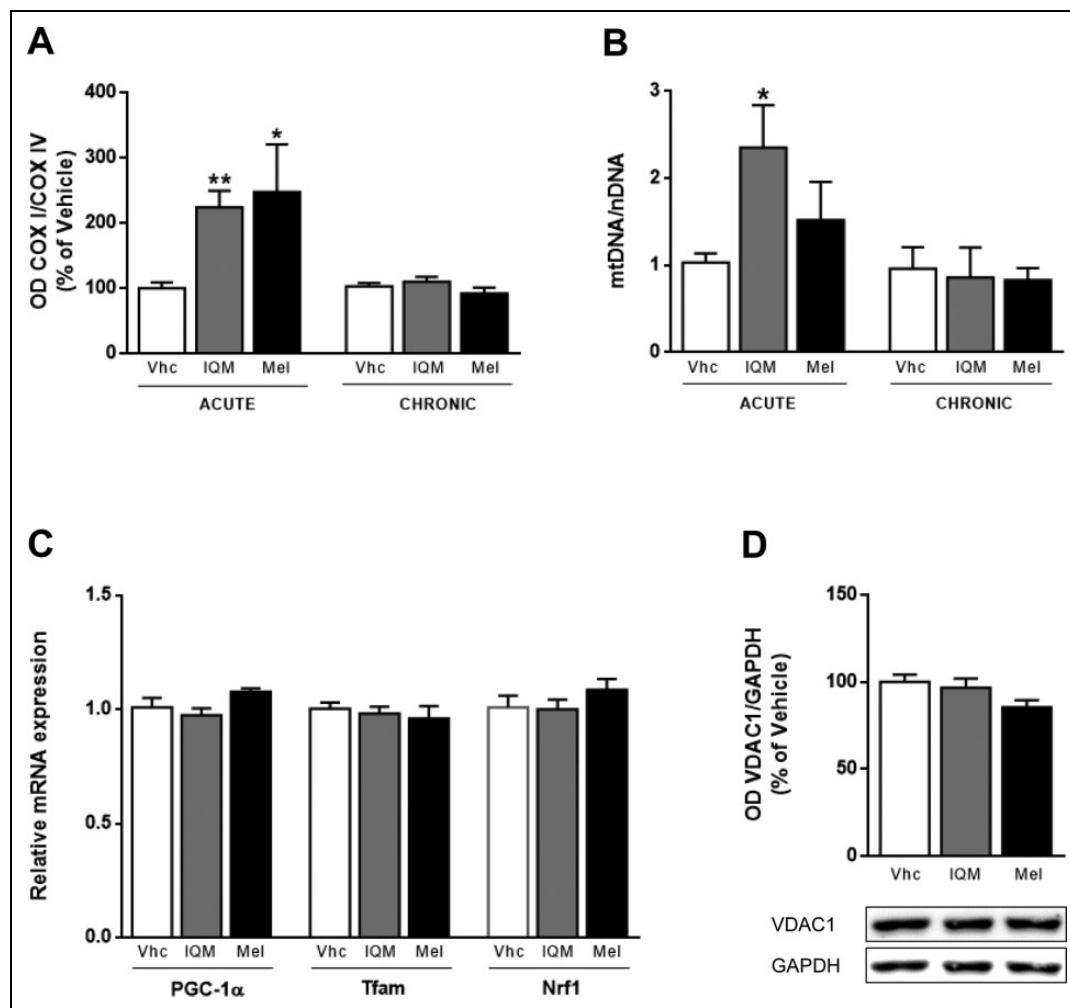 A
OD COX I/COX IV
(% of Vehicle)
400
300
200
100
0
**
*
Vhc IQM Mel Vhc IQM Mel
ACUTE CHRONIC
B
mtDNA/nDNA
3
2
1
0
*
Vhc IQM Mel Vhc IQM Mel
ACUTE CHRONIC
C
Relative mRNA expression
1.5
1.0
0.5
0.0
Vhc IQM Mel Vhc IQM Mel Vhc IQM Mel
PGC-1α Tfam Nrf1
D
OD VDAC1/GAPDH
(% of Vehicle)
150
100
50
0
Vhc IQM Mel
VDAC1
GAPDH